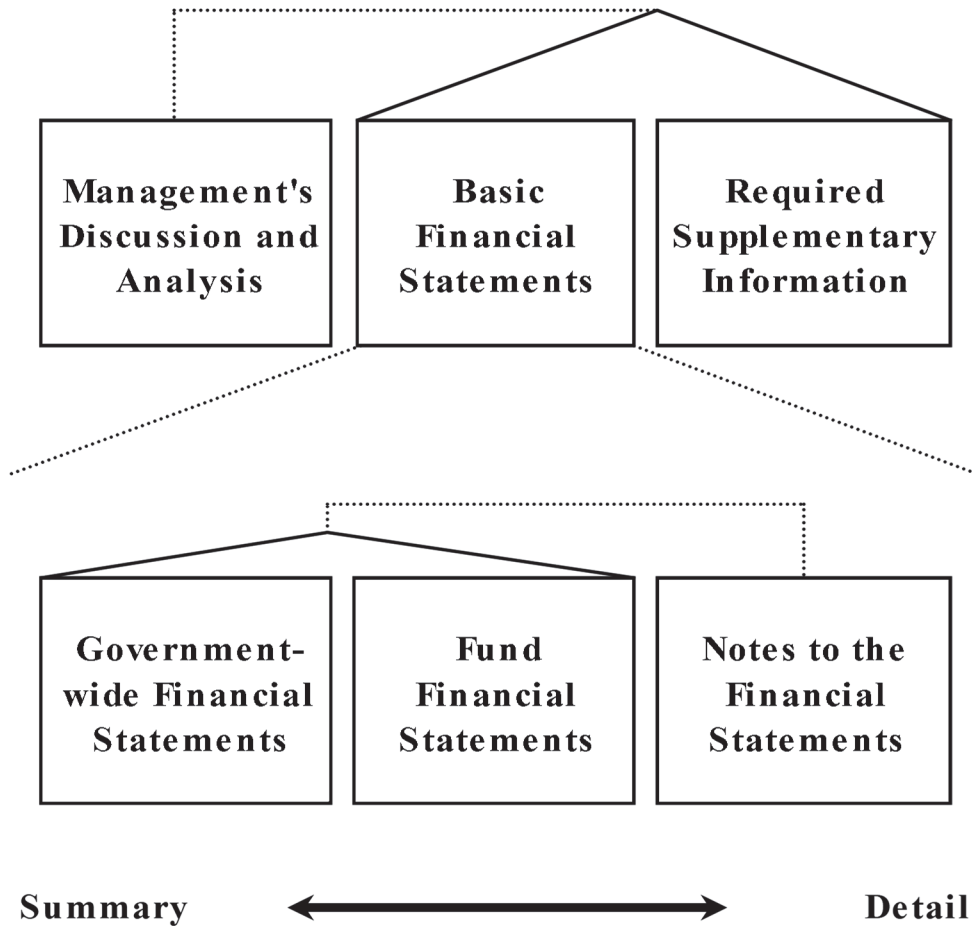 Management's
Discussion and
Analysis
Basic
Financial
Statements
Required
Supplementary
Information
Government-
wide Financial
Statements
Fund
Financial
Statements
Notes to the
Financial
Statements
Summary
Detail